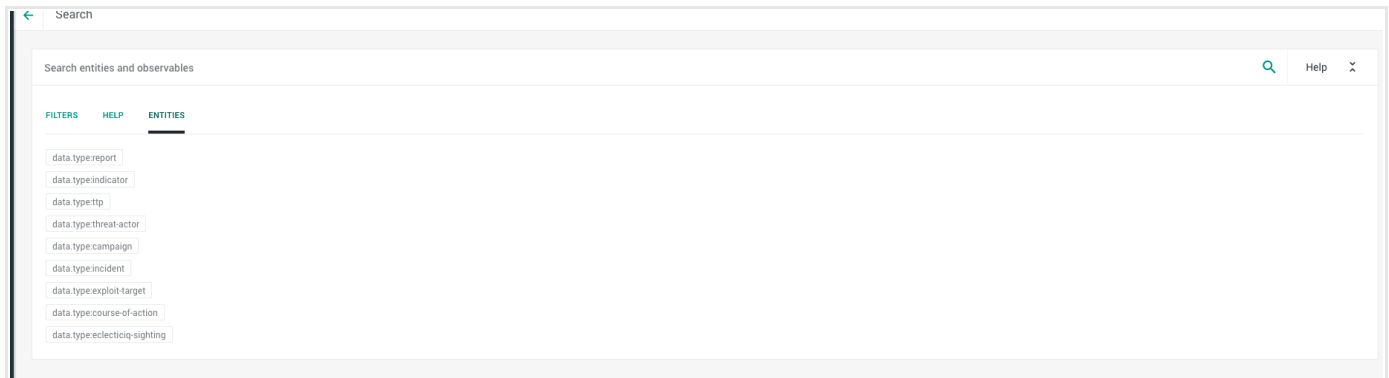 Search
Search entities and observables Help
FILTERS HELP ENTITIES
data.type:report
data.type:indicator
data.type:ttp
data.type:threat-actor
data.type:campaign
data.type:incident
data.type:exploit-target
data.type:course-of-action
data.type:eclecticiq-sighting